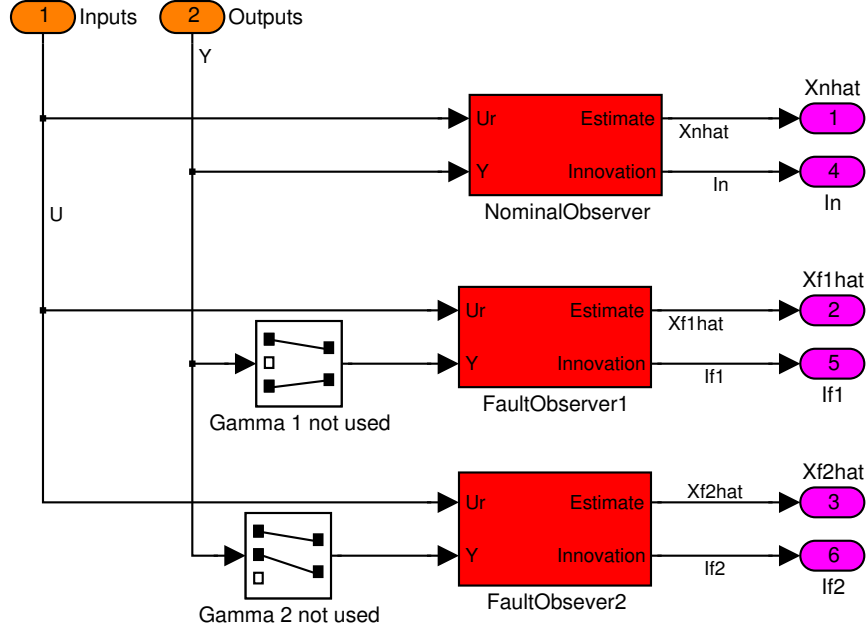 1 Inputs
2 Outputs
Y
Xnhat
Ur Estimate
Xnhat
1
Y Innovation
In
4
In
NominalObserver
U
Xf1hat
Ur Estimate
Xf1hat
2
Y Innovation
If1
5
If1
FaultObserver1
Gamma 1 not used
Xf2hat
Ur Estimate
Xf2hat
3
Y Innovation
If2
6
If2
FaultObsever2
Gamma 2 not used